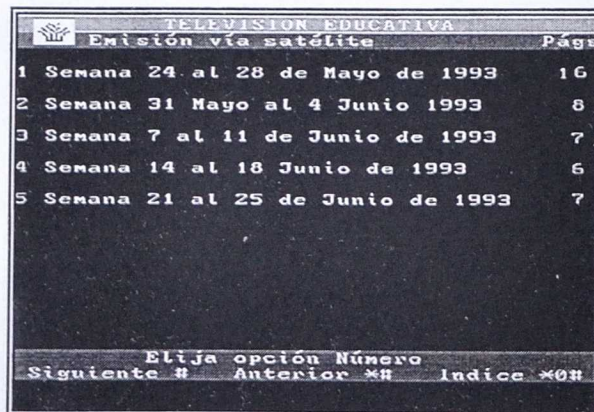 TELEVISION EDUCATIVA
Emisión vía satélite Págs
1 Semana 24 al 28 de Mayo de 1993 16
2 Semana 31 Mayo al 4 Junio 1993 8
3 Semana 7 al 11 de Junio de 1993 7
4 Semana 14 al 18 Junio de 1993 6
5 Semana 21 al 25 de Junio de 1993 7
Elija opción Número
Siguiente # Anterior *# Indice *0#